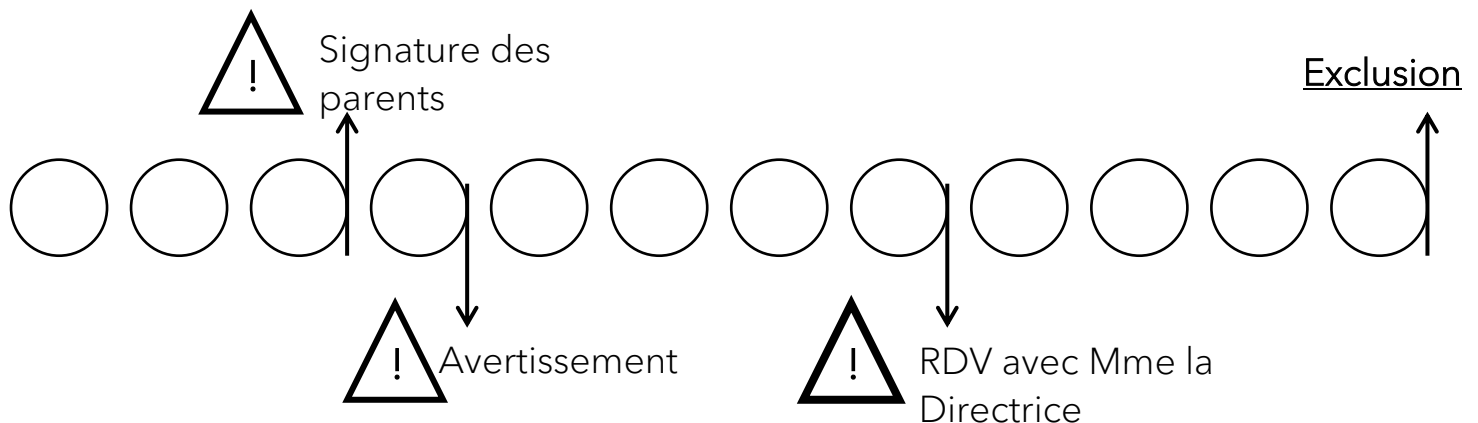 !
Signature des
parents
Exclusion
!
Avertissement
!
RDV avec Mme la
Directrice